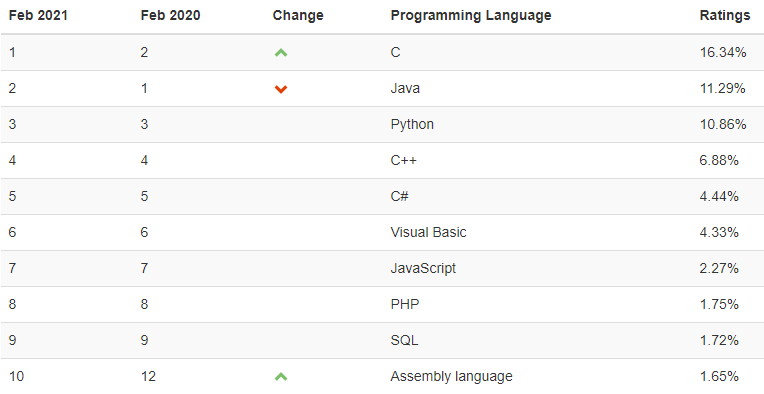 Feb 2021 Feb 2020 Change Programming Language Ratings
1 2 C 16.34%
2 1 Java 11.29%
3 3 Python 10.86%
4 4 C++ 6.88%
5 5 C# 4.44%
6 6 Visual Basic 4.33%
7 7 JavaScript 2.27%
8 8 PHP 1.75%
9 9 SQL 1.72%
10 12 Assembly language 1.65%